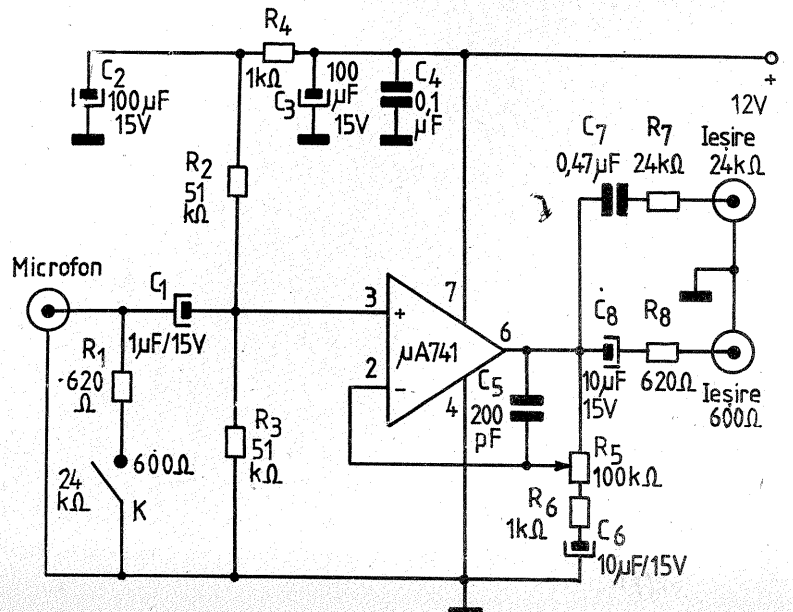 R4
1kΩ
C2
100μF
15V
100
μF
15V
C3
C4
0,1
μF
+
12V
R2
51
kΩ
C7
0,47μF
R7
24kΩ
Ieșire
24kΩ
Microfon
C1
1μF/15V
3
+
7
μA741
6
2
−
4
C5
200
pF
C8
10μF
15V
R8
620Ω
Ieșire
600Ω
R1
620
Ω
600Ω
24
kΩ
K
R3
51
kΩ
R5
100kΩ
R6
1kΩ
C6
10μF/15V